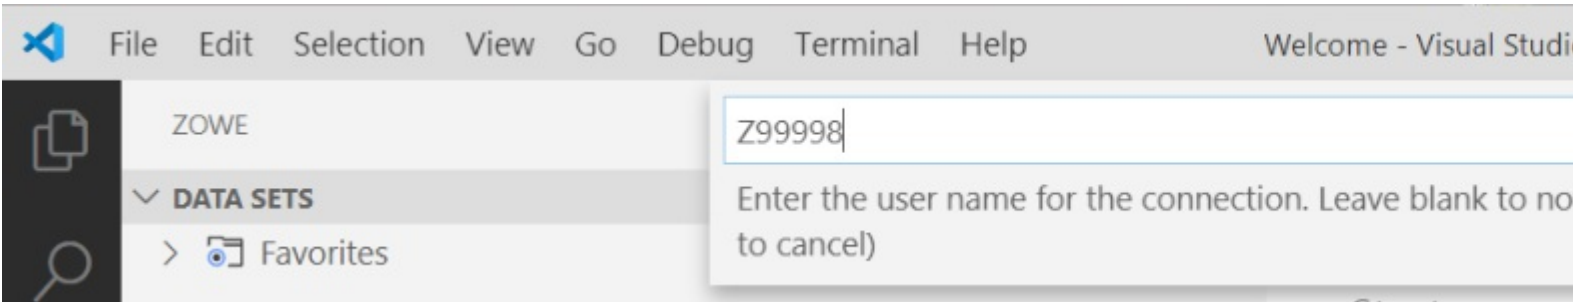 File Edit Selection View Go Debug Terminal Help Welcome - Visual Studi
ZOWE
Z99998
Enter the user name for the connection. Leave blank to no
to cancel)
DATA SETS
Favorites